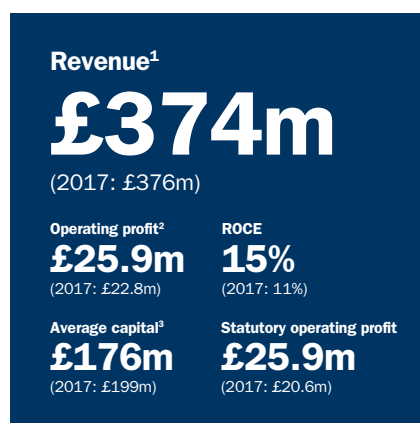 Revenue¹
£374m
(2017: £376m)
Operating profit²
£25.9m
(2017: £22.8m)
ROCE
15%
(2017: 11%)
Average capital³
£176m
(2017: £199m)
Statutory operating profit
£25.9m
(2017: £20.6m)